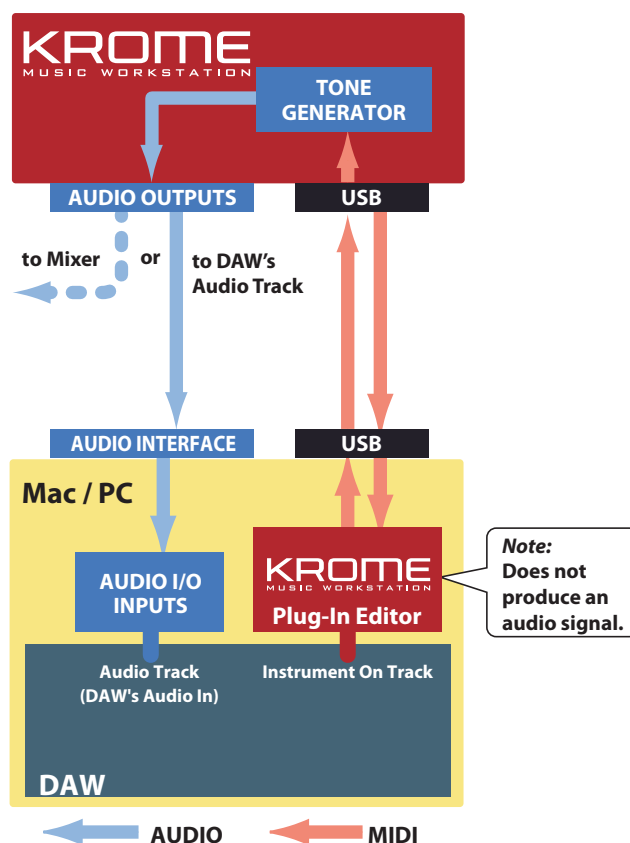 KROME
MUSIC WORKSTATION
TONE
GENERATOR
AUDIO OUTPUTS
USB
to Mixer
or
to DAW's
Audio Track
AUDIO INTERFACE
USB
Mac / PC
AUDIO I/O
INPUTS
KROME
MUSIC WORKSTATION
Plug-In Editor
Note:
Does not
produce an
audio signal.
Audio Track
(DAW's Audio In)
Instrument On Track
DAW
AUDIO
MIDI